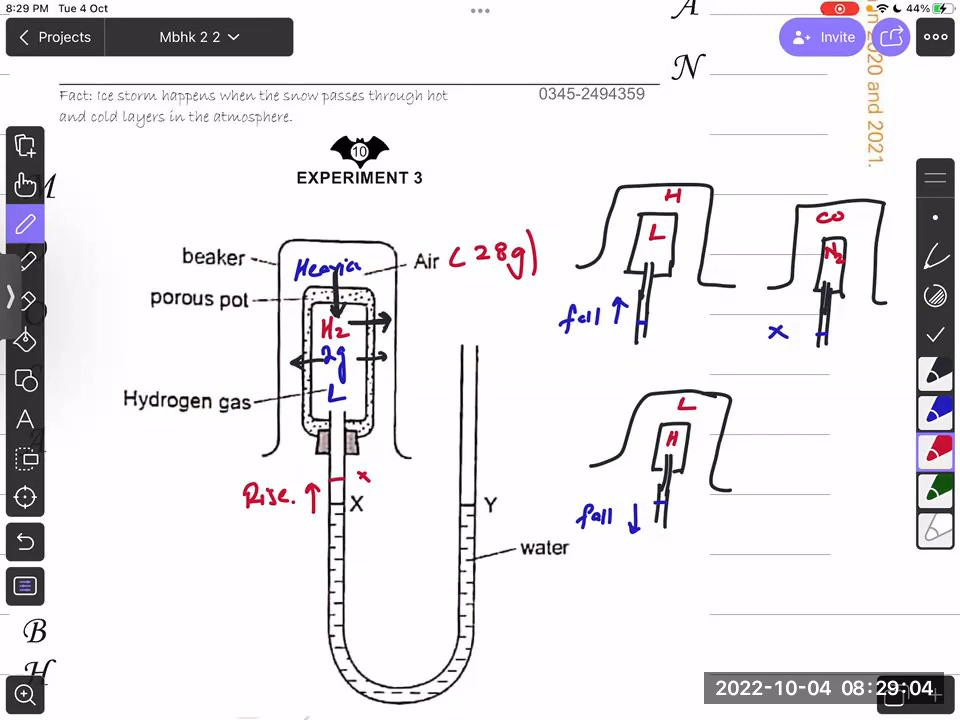 8:29 PM Tue 4 Oct
44%
Projects
Mbhk 2 2
Invite
A
N
n 2020 and 2021.
Fact: Ice storm happens when the snow passes through hot
and cold layers in the atmosphere.
0345-2494359
M
10
EXPERIMENT 3
beaker
Heavier
Air (28g)
porous pot
H2
2g
L
Hydrogen gas
Rise. ↑
x
X
Y
water
H
L
fall ↑
CO
N2
x
L
H
fall ↓
A
B
H
2022-10-04 08:29:04